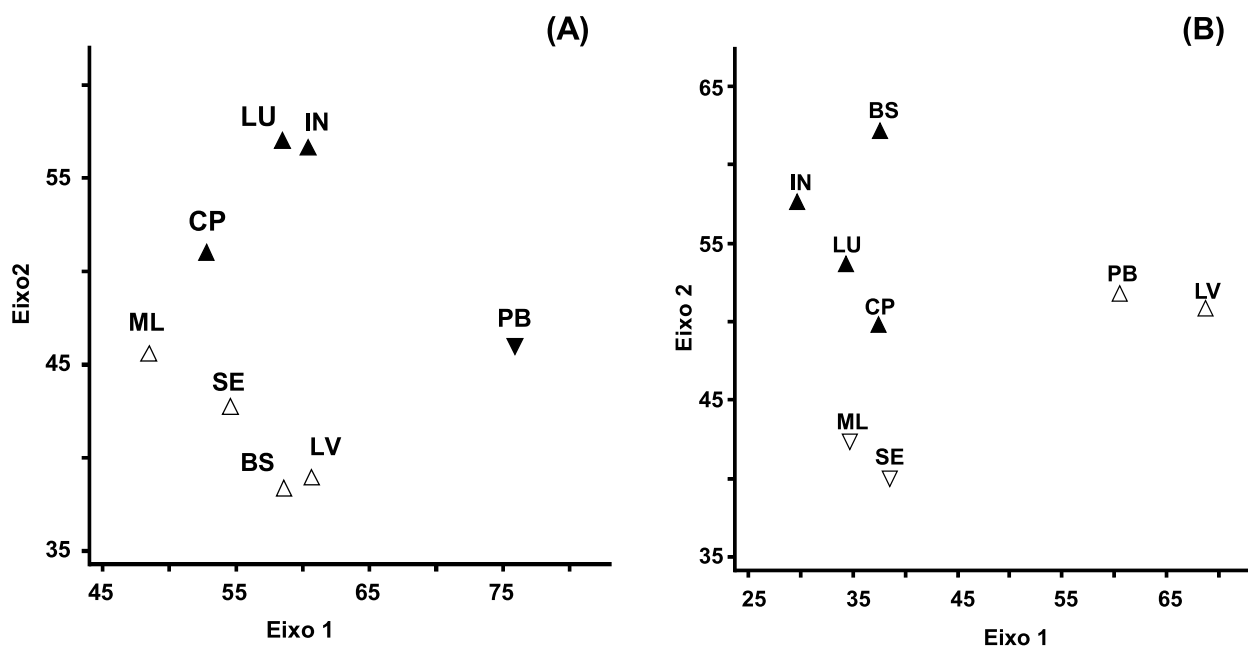 (A)
LU IN
55
CP
Eixo2
ML
PB
45
SE
LV
BS
35
45 55 65 75
Eixo 1
(B)
65
BS
IN
55
LU
PB
LV
CP
Eixo 2
45
ML
SE
35
25 35 45 55 65
Eixo 1